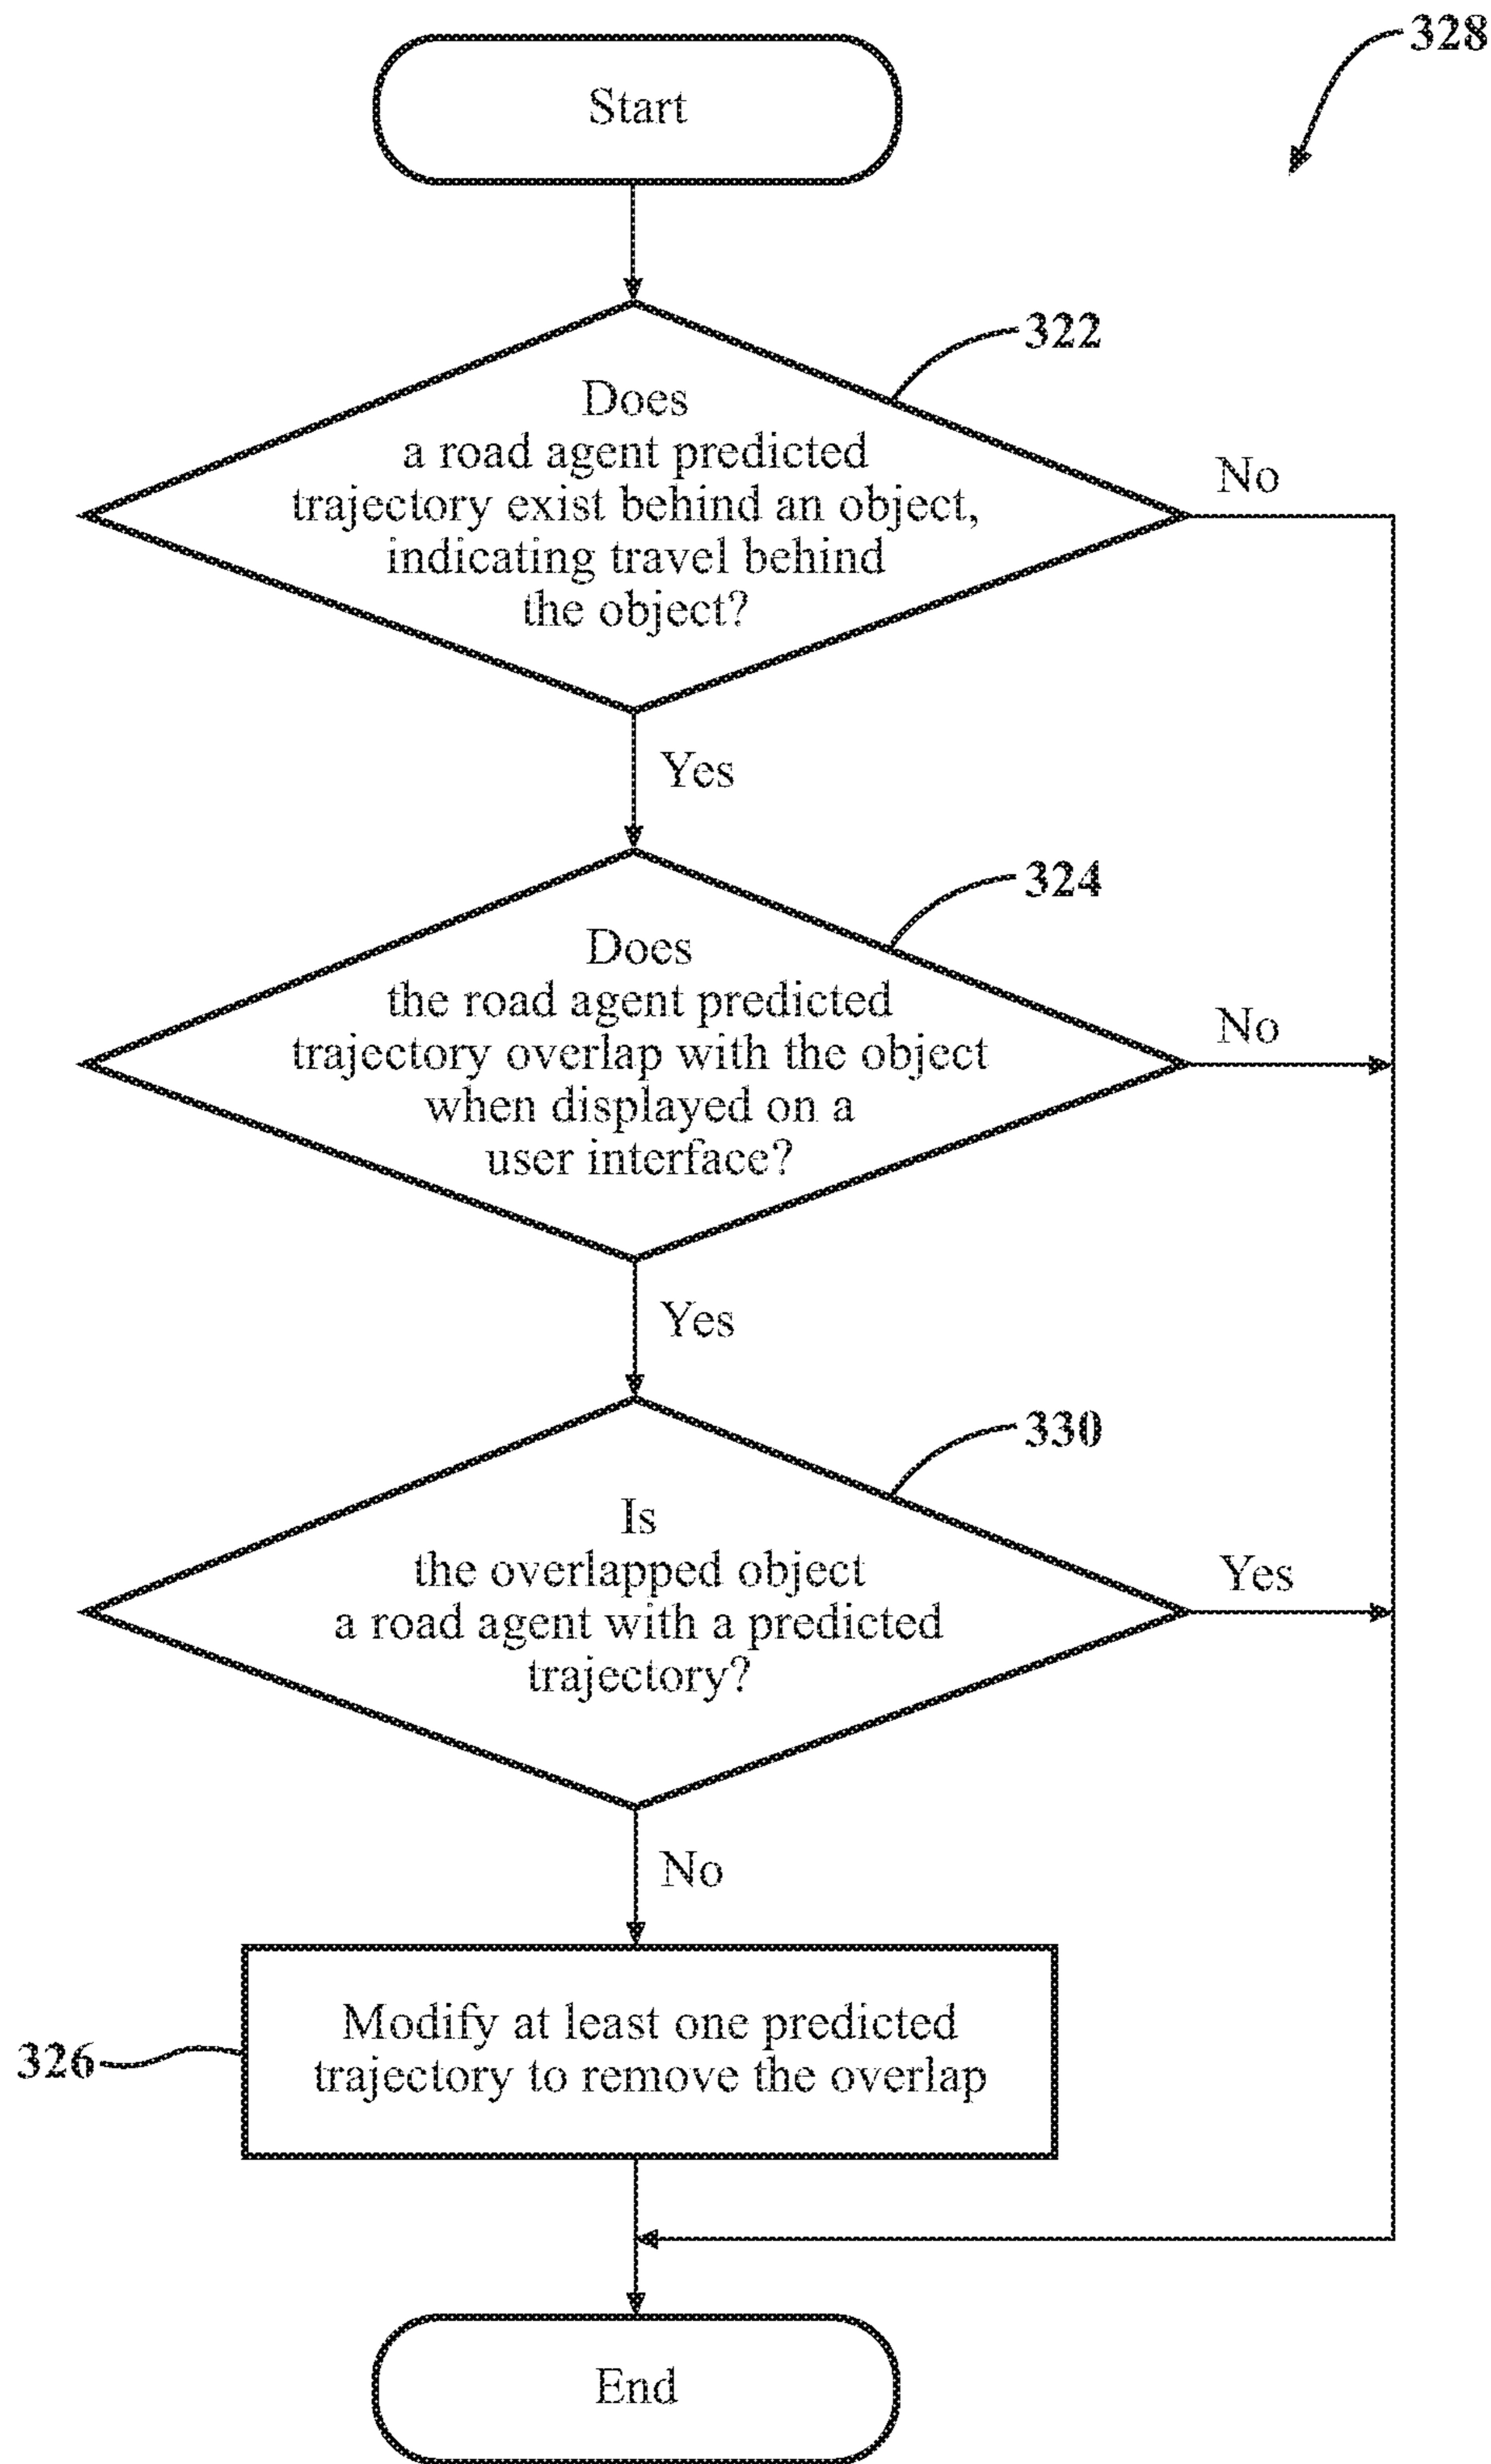 328
Start
322
Does
a road agent predicted
trajectory exist behind an object,
indicating travel behind
the object?
No
Yes
324
Does
the road agent predicted
trajectory overlap with the object
when displayed on a
user interface?
No
Yes
330
Is
the overlapped object
a road agent with a predicted
trajectory?
Yes
No
326
Modify at least one predicted
trajectory to remove the overlap
End